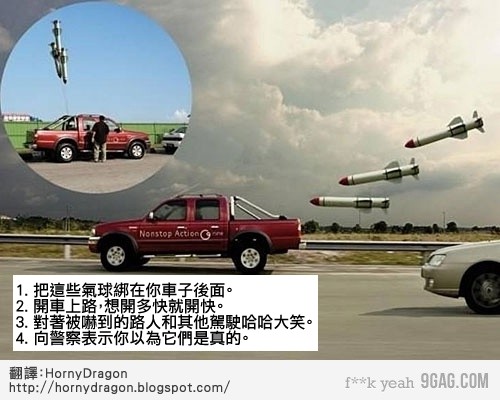 Nonstop Action
1. 把這些氣球綁在你車子後面。
2. 開車上路，想開多快就開快。
3. 對著被嚇到的路人和其他駕駛哈哈大笑。
4. 向警察表示你以為它們是真的。
翻譯：HornyDragon
http://hornydragon.blogspot.com/
f**k yeah 9GAG.COM!